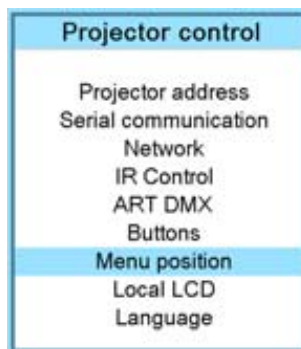 Projector control
Projector address
Serial communication
Network
IR Control
ART DMX
Buttons
Menu position
Local LCD
Language